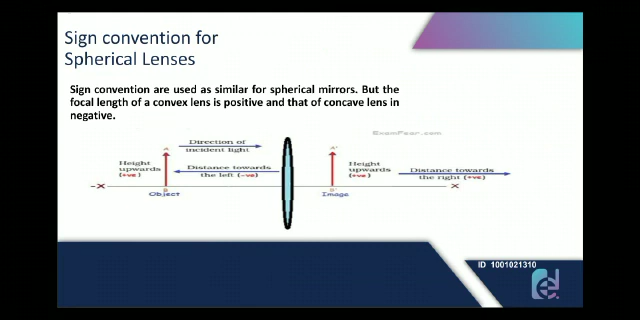 Sign convention for
Spherical Lenses
Sign convention are used as similar for spherical mirrors. But the
focal length of a convex lens is positive and that of concave lens in
negative.
ExamFear.com
A
Direction of
incident light
A'
Height
upwards
(+ve)
Distance towards
the left (-ve)
Height
upwards
(+ve)
Distance towards
the right (+ve)
-X
Object
Image
X
ID 1001021310